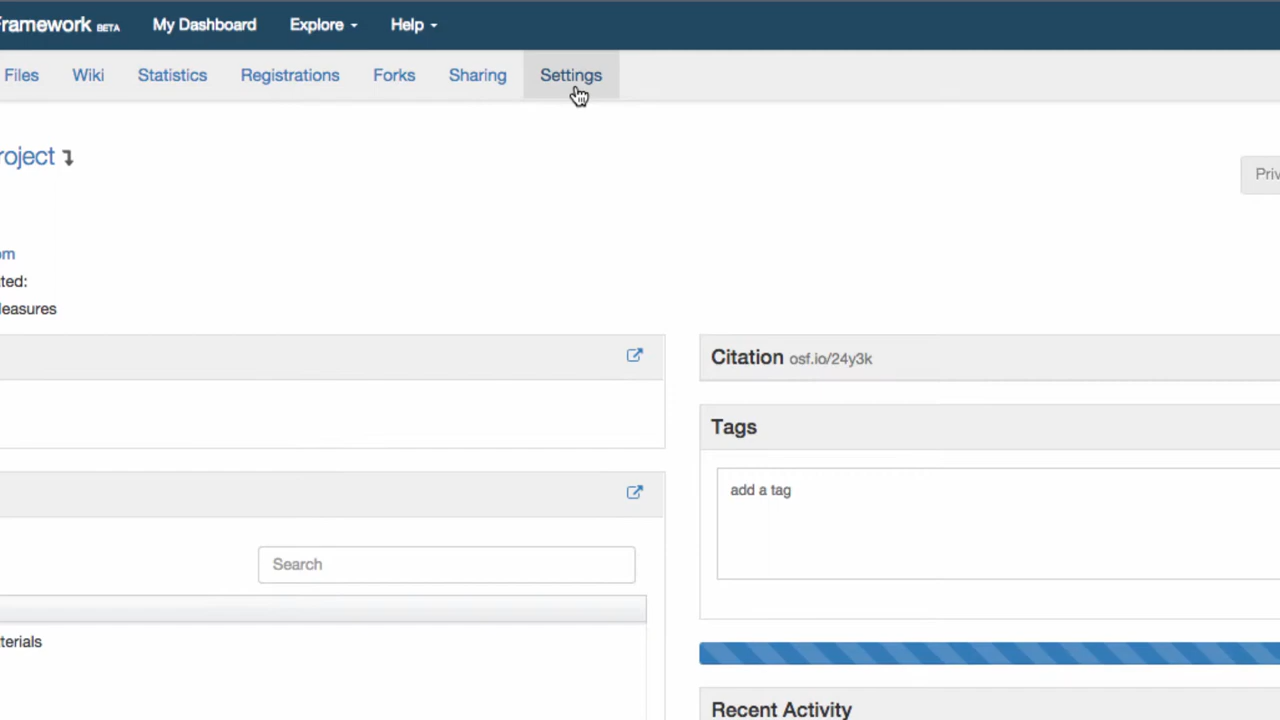 Framework BETA My Dashboard Explore Help
Files Wiki Statistics Registrations Forks Sharing Settings
roject
Priv
om
ted:
leasures
Citation osf.io/24y3k
Tags
add a tag
Search
terials
Recent Activity